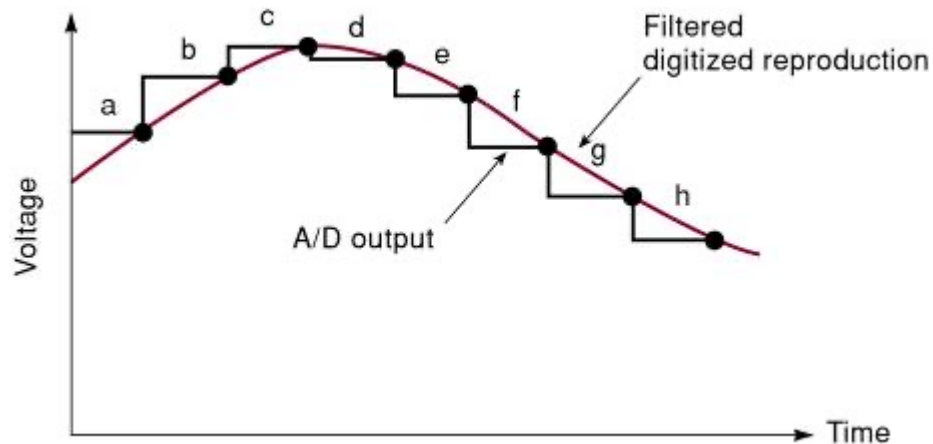 c
d
b
e
a
f
g
h
Filtered
digitized reproduction
A/D output
Voltage
Time